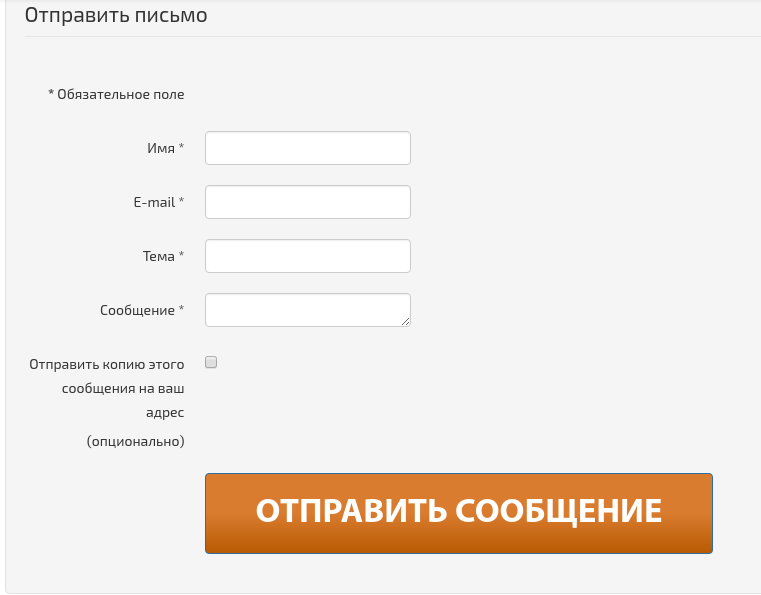 Отправить письмо
* Обязательное поле
Имя *
E-mail *
Тема *
Сообщение *
Отправить копию этого
сообщения на ваш
адрес
(опционально)
ОТПРАВИТЬ СООБЩЕНИЕ